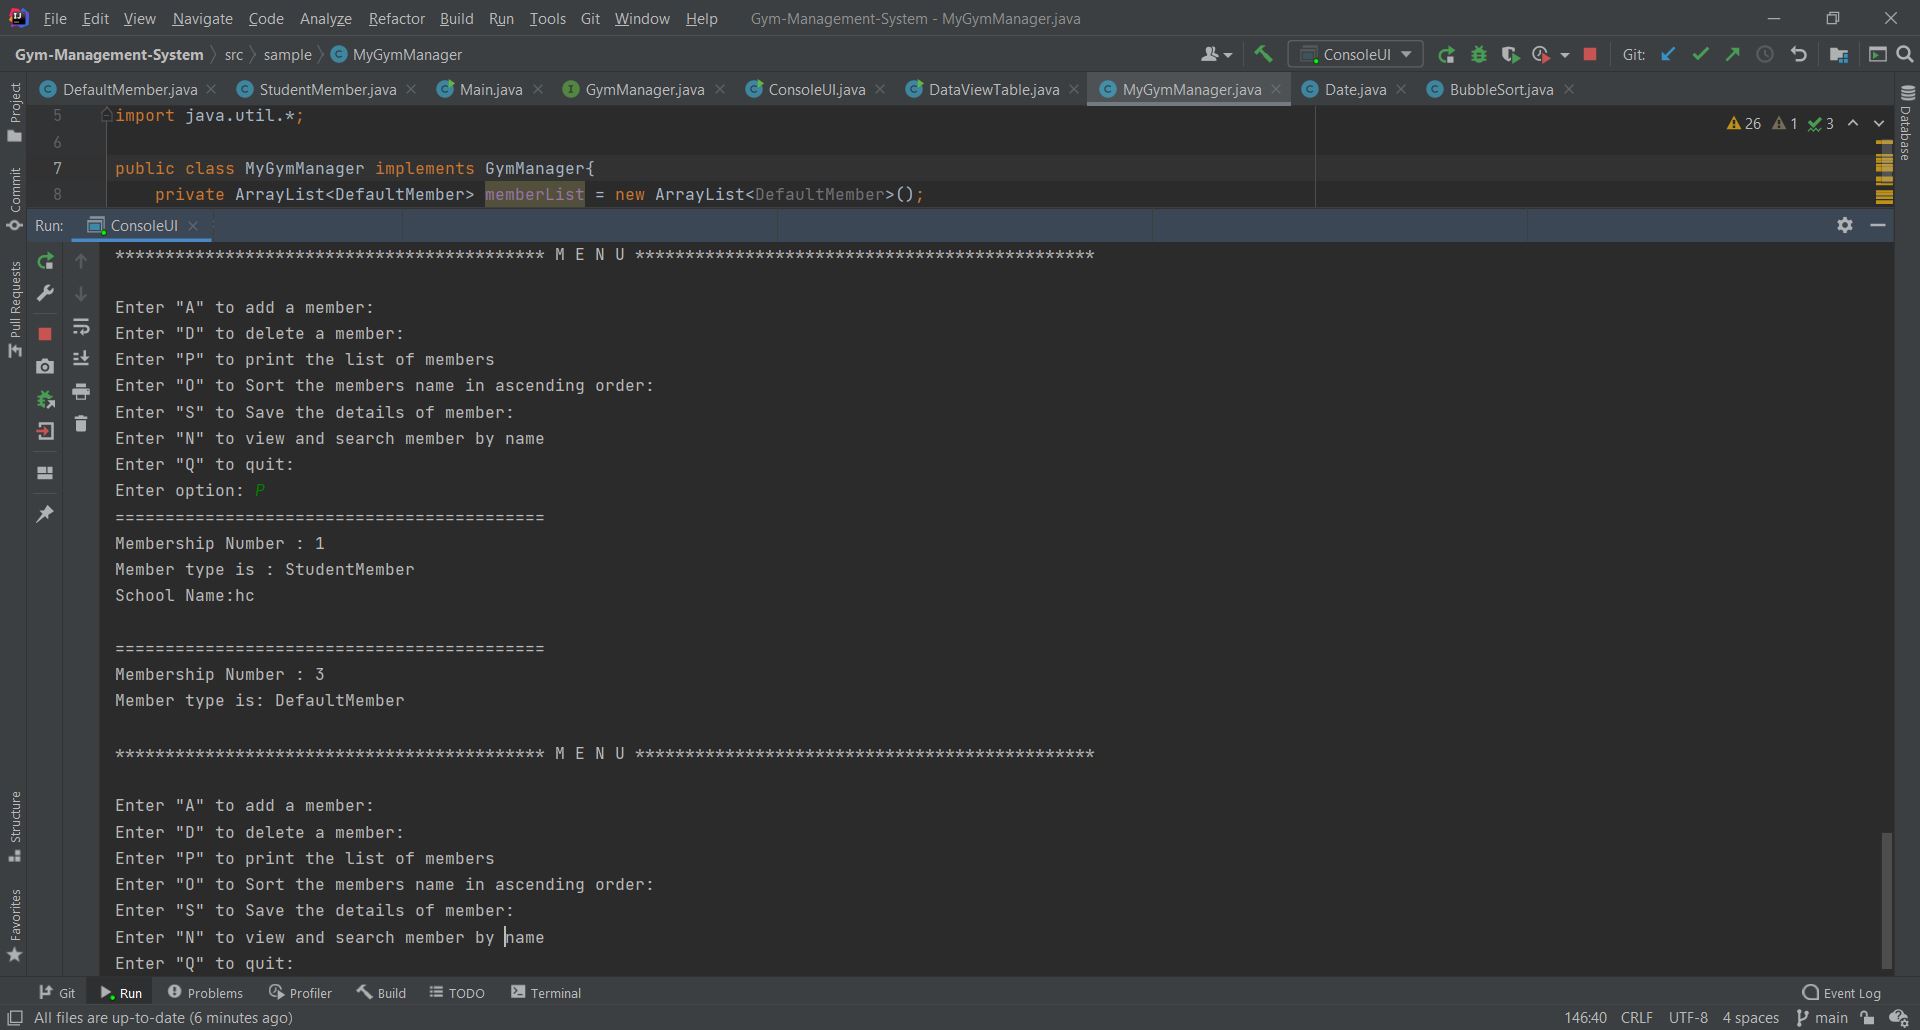 File Edit View Navigate Code Analyze Refactor Build Run Tools Git Window Help Gym-Management-System - MyGymManager.java
Gym-Management-System src sample MyGymManager ConsoleUI Git:
DefaultMember.java StudentMember.java Main.java GymManager.java ConsoleUI.java DataViewTable.java MyGymManager.java Date.java BubbleSort.java
5 import java.util.*;
26 1 3
6
7 public class MyGymManager implements GymManager{
8 private ArrayList<DefaultMember> memberList = new ArrayList<DefaultMember>();
Project
Commit
Pull Requests
Structure
Favorites
Database
Run: ConsoleUI
******************************************* M E N U **********************************************
Enter "A" to add a member:
Enter "D" to delete a member:
Enter "P" to print the list of members
Enter "O" to Sort the members name in ascending order:
Enter "S" to Save the details of member:
Enter "N" to view and search member by name
Enter "Q" to quit:
Enter option: P
===========================================
Membership Number : 1
Member type is : StudentMember
School Name:hc
===========================================
Membership Number : 3
Member type is: DefaultMember
******************************************* M E N U **********************************************
Enter "A" to add a member:
Enter "D" to delete a member:
Enter "P" to print the list of members
Enter "O" to Sort the members name in ascending order:
Enter "S" to Save the details of member:
Enter "N" to view and search member by name
Enter "Q" to quit:
Git Run Problems Profiler Build TODO Terminal Event Log
All files are up-to-date (6 minutes ago) 146:40 CRLF UTF-8 4 spaces main